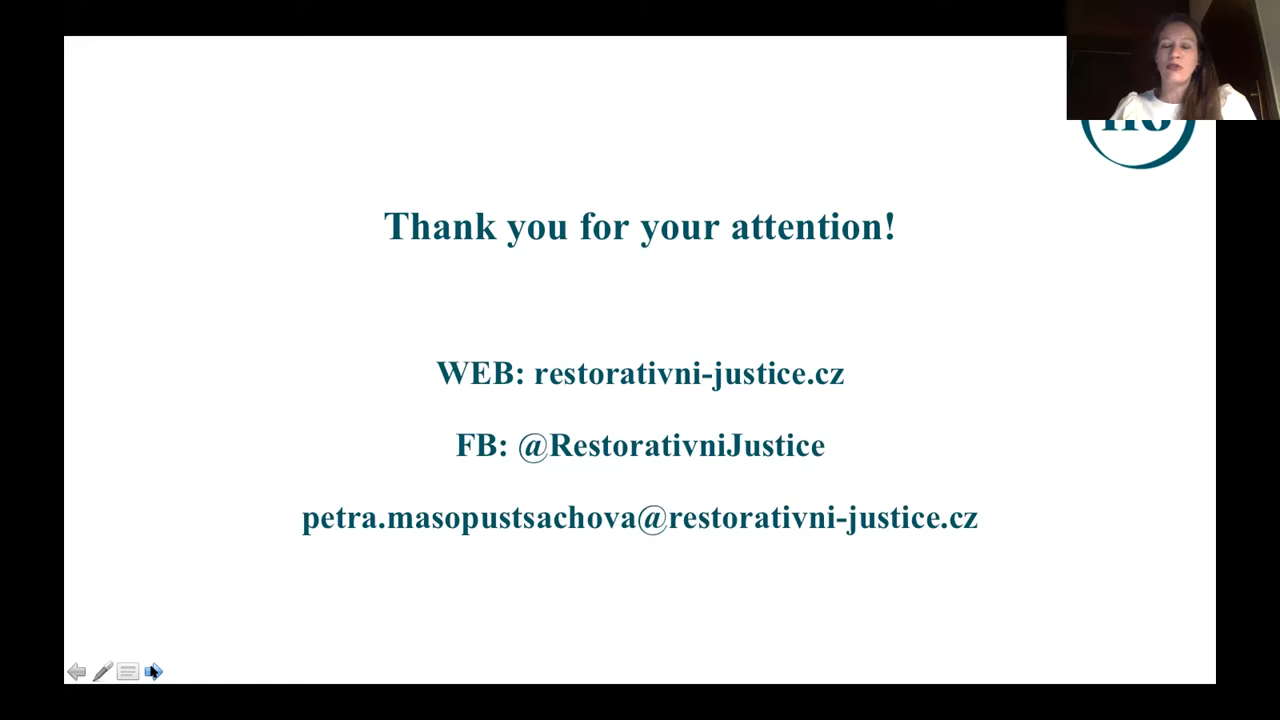 Thank you for your attention!
WEB: restorativni-justice.cz
FB: @RestorativniJustice
petra.masopustsachova@restorativni-justice.cz